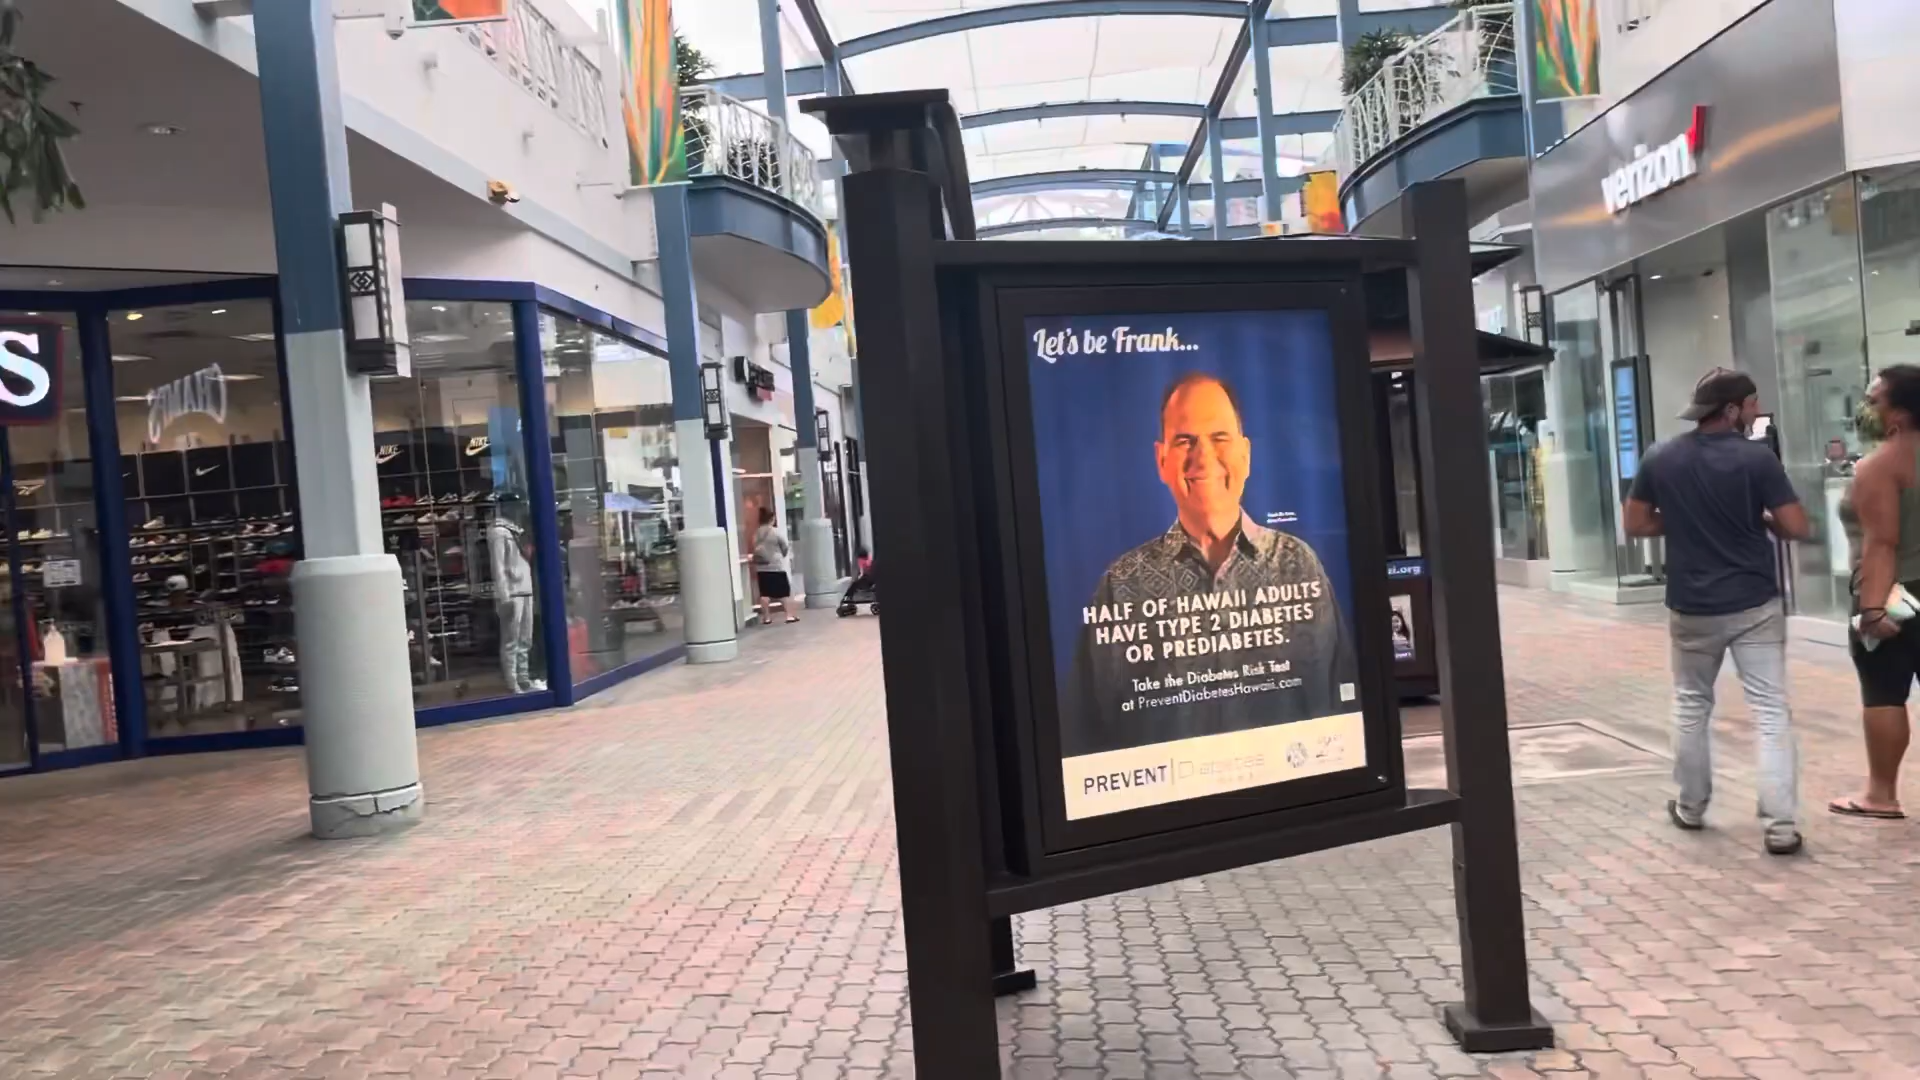 S
CHAMPS
NIKE
NIKE
verizon
Let's be Frank...
HALF OF HAWAII ADULTS
HAVE TYPE 2 DIABETES
OR PREDIABETES.
Take the Diabetes Risk Test
at PreventDiabetesHawaii.com
PREVENT Diabetes